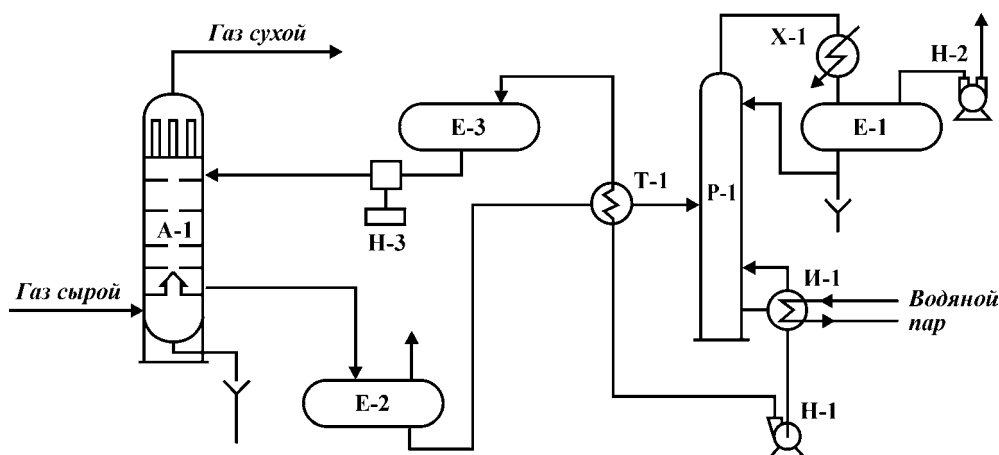 Газ сухой
Х-1
Н-2
Е-3
Е-1
Т-1
Р-1
А-1
Н-3
Газ сырой
И-1
Водяной
пар
Е-2
Н-1